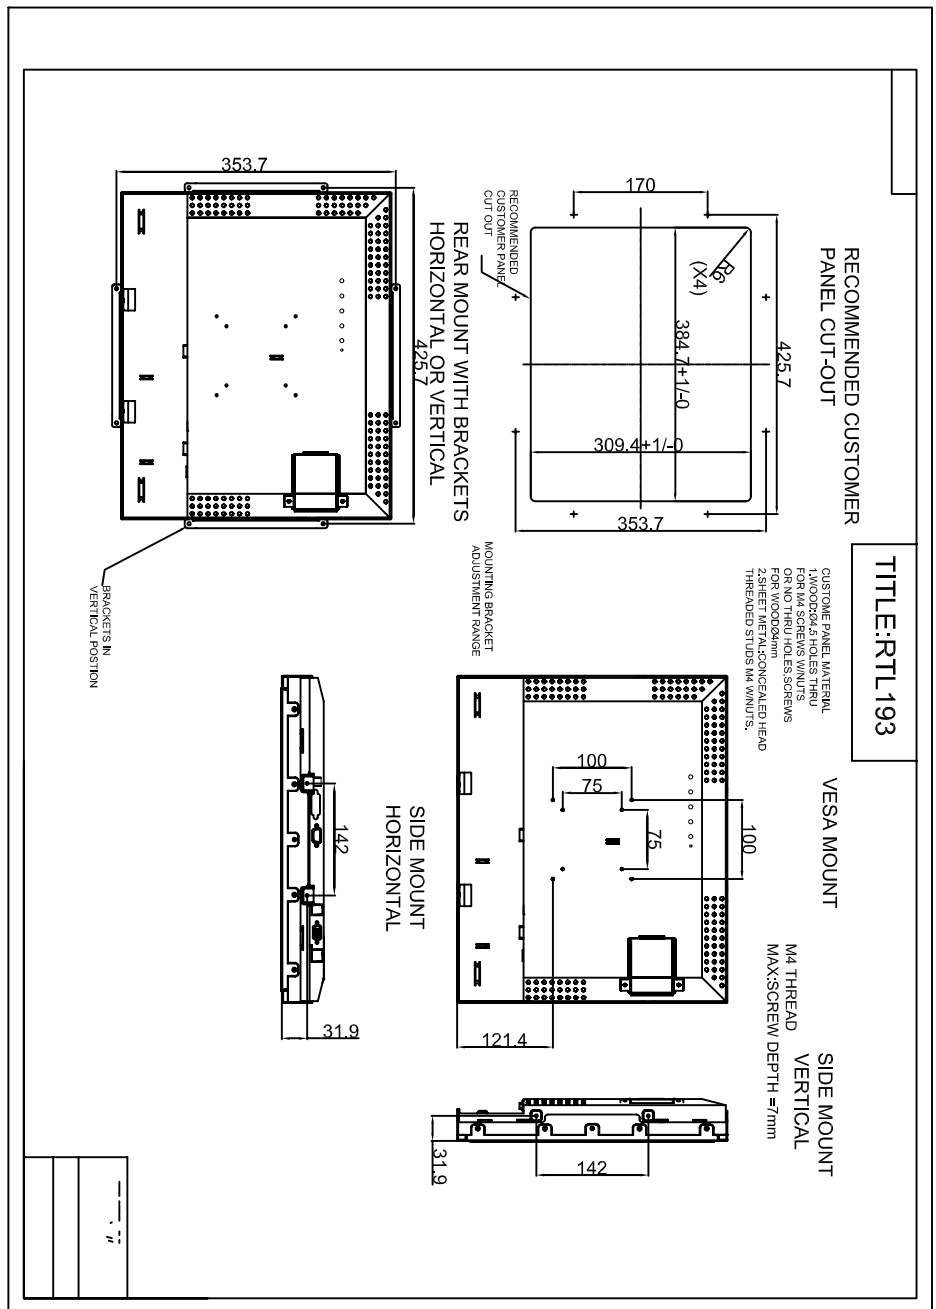 TITLE:RTL193
RECOMMENDED CUSTOMER
PANEL CUT-OUT
425.7
R6
(X4)
384.7+1/-0
309.4+1/-0
170
353.7
RECOMMENDED
CUSTOMER PANEL
CUT OUT
REAR MOUNT WITH BRACKETS
HORIZONTAL OR VERTICAL
425.7
353.7
BRACKETS IN
VERTICAL POSTION
MOUNTING BRACKET
ADJUSTMENT RANGE
CUSTOME PANEL MATERIAL
1.WOOD:Ø4.5 HOLES THRU
FOR M4 SCREWS W/NUTS
OR NO THRU HOLES,SCREWS
FOR WOODØ4mm
2.SHEET METAL:CONCEALED HEAD
THREADED STUDS M4 W/NUTS.
VESA MOUNT
M4 THREAD
MAX:SCREW DEPTH =7mm
100
75
75
100
121.4
SIDE MOUNT
HORIZONTAL
142
31.9
SIDE MOUNT
VERTICAL
142
31.9